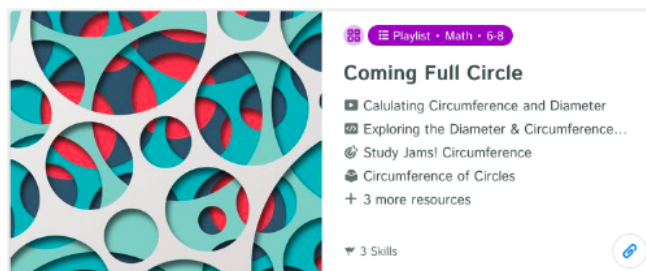 Playlist • Math • 6-8
Coming Full Circle
Calulating Circumference and Diameter
Exploring the Diameter & Circumference...
Study Jams! Circumference
Circumference of Circles
+ 3 more resources
3 Skills